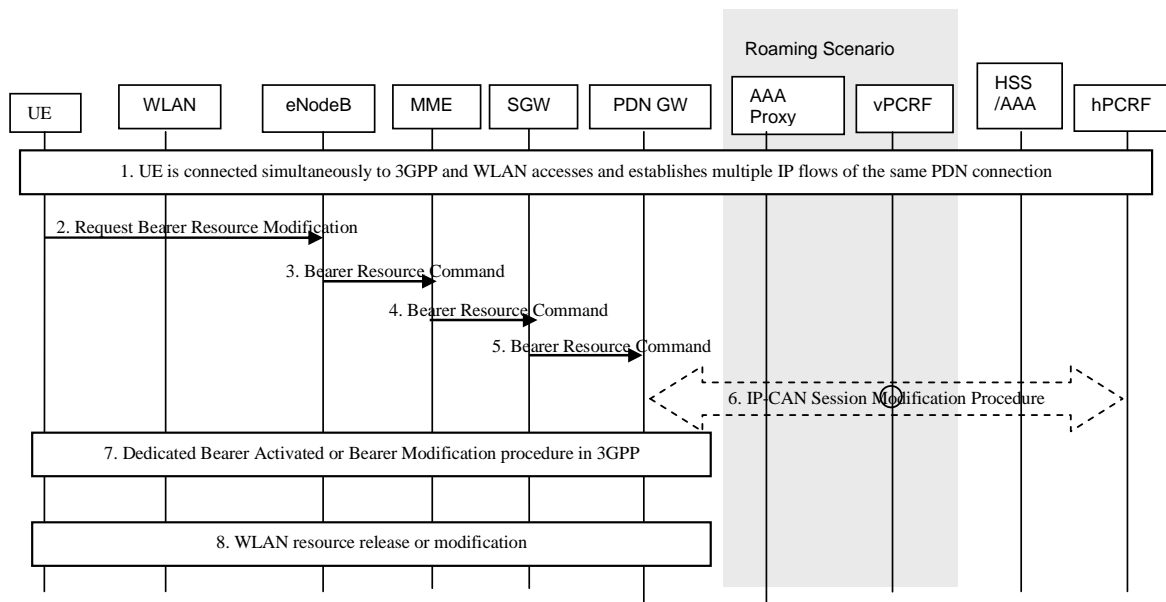 Roaming Scenario
UE
WLAN
eNodeB
MME
SGW
PDN GW
AAA
Proxy
vPCRF
HSS
/AAA
hPCRF
1. UE is connected simultaneously to 3GPP and WLAN accesses and establishes multiple IP flows of the same PDN connection
2. Request Bearer Resource Modification
3. Bearer Resource Command
4. Bearer Resource Command
5. Bearer Resource Command
6. IP-CAN Session Modification Procedure
7. Dedicated Bearer Activated or Bearer Modification procedure in 3GPP
8. WLAN resource release or modification